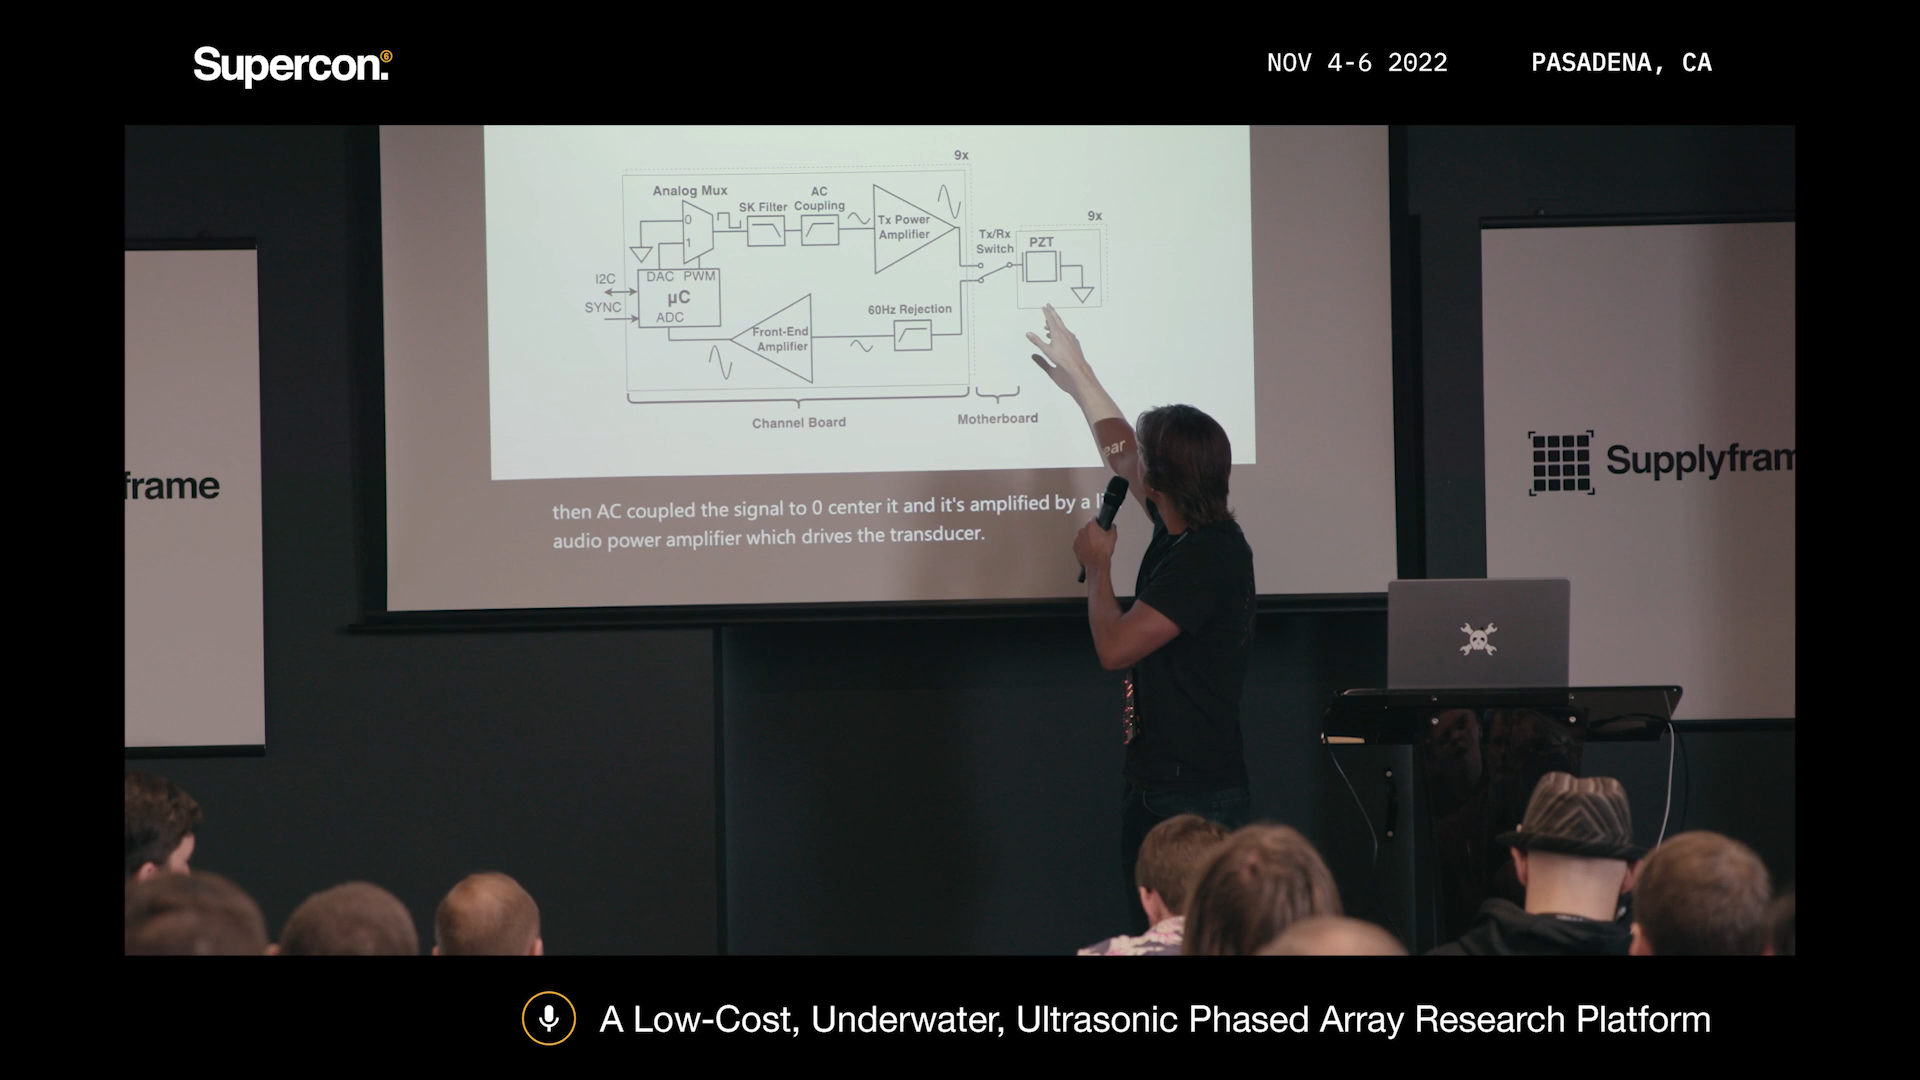 Supercon.6
NOV 4-6 2022
PASADENA, CA
9x
Analog Mux
SK Filter
AC
Coupling
0
1
Tx Power
Amplifier
Tx/Rx
Switch
9x
PZT
I2C
SYNC
DAC PWM
µC
ADC
Front-End
Amplifier
60Hz Rejection
Channel Board
Motherboard
ear
then AC coupled the signal to 0 center it and it's amplified by a
audio power amplifier which drives the transducer.
frame
Supplyfram
A Low-Cost, Underwater, Ultrasonic Phased Array Research Platform